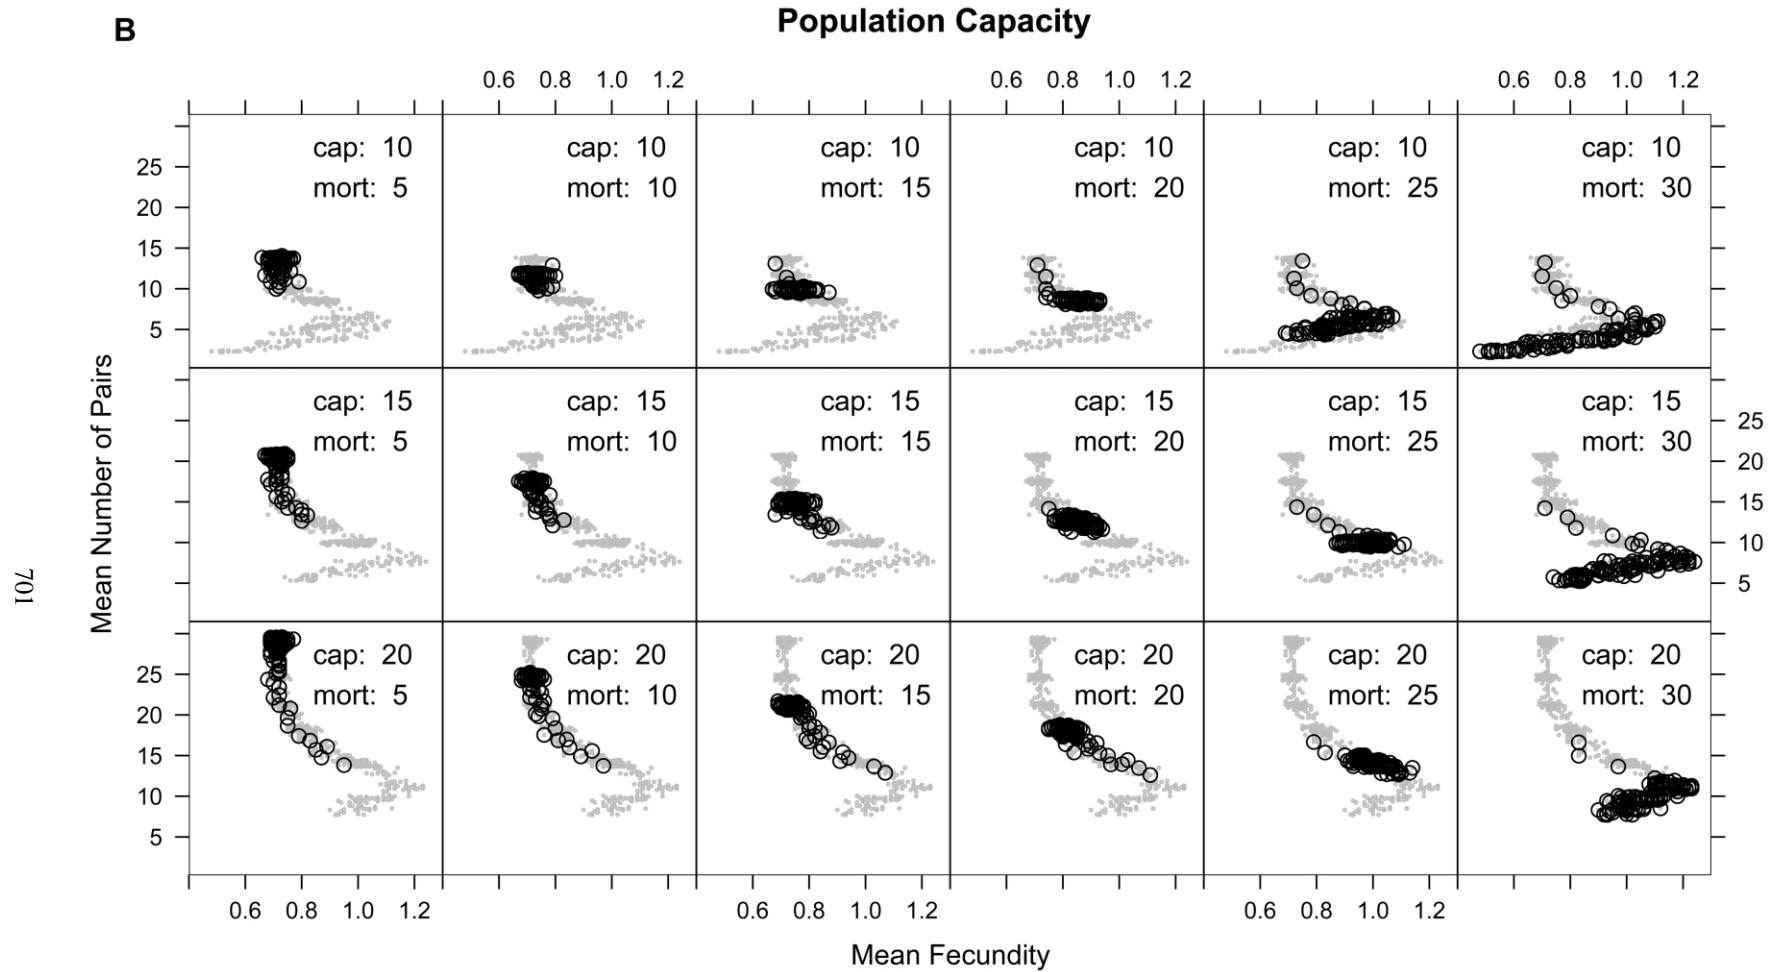 B
Population Capacity
0.6 0.8 1.0 1.2 0.6 0.8 1.0 1.2 0.6 0.8 1.0 1.2
cap: 10 cap: 10 cap: 10 cap: 10 cap: 10 cap: 10
mort: 5 mort: 10 mort: 15 mort: 20 mort: 25 mort: 30
25
20
15
10
5
cap: 15 cap: 15 cap: 15 cap: 15 cap: 15 cap: 15
mort: 5 mort: 10 mort: 15 mort: 20 mort: 25 mort: 30
25
20
15
10
5
cap: 20 cap: 20 cap: 20 cap: 20 cap: 20 cap: 20
mort: 5 mort: 10 mort: 15 mort: 20 mort: 25 mort: 30
25
20
15
10
5
0.6 0.8 1.0 1.2 0.6 0.8 1.0 1.2 0.6 0.8 1.0 1.2
Mean Fecundity
Mean Number of Pairs
701